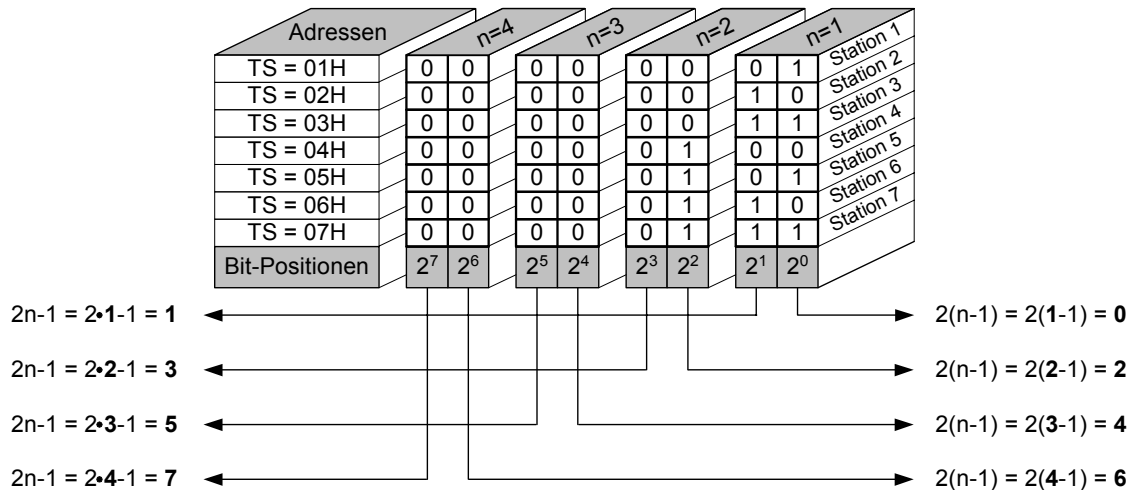 Adressen n=4 n=3 n=2 n=1
TS = 01H 0 0 0 0 0 0 0 1 Station 1
TS = 02H 0 0 0 0 0 0 1 0 Station 2
TS = 03H 0 0 0 0 0 0 1 1 Station 3
TS = 04H 0 0 0 0 0 1 0 0 Station 4
TS = 05H 0 0 0 0 0 1 0 1 Station 5
TS = 06H 0 0 0 0 0 1 1 0 Station 6
TS = 07H 0 0 0 0 0 1 1 1 Station 7
Bit-Positionen 2⁷ 2⁶ 2⁵ 2⁴ 2³ 2² 2¹ 2⁰
2n-1 = 2•1-1 = 1 2(n-1) = 2(1-1) = 0
2n-1 = 2•2-1 = 3 2(n-1) = 2(2-1) = 2
2n-1 = 2•3-1 = 5 2(n-1) = 2(3-1) = 4
2n-1 = 2•4-1 = 7 2(n-1) = 2(4-1) = 6